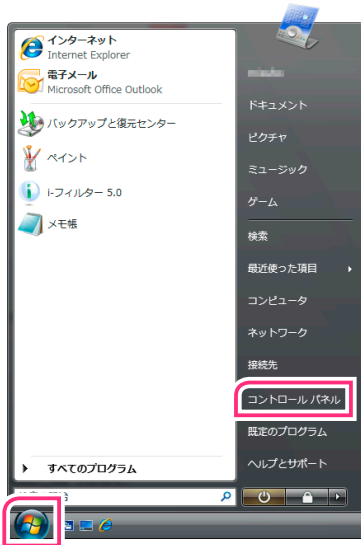 インターネット
Internet Explorer
電子メール
Microsoft Office Outlook
バックアップと復元センター
ペイント
i-フィルター 5.0
メモ帳
すべてのプログラム
ドキュメント
ピクチャ
ミュージック
ゲーム
検索
最近使った項目
コンピュータ
ネットワーク
接続先
コントロール パネル
既定のプログラム
ヘルプとサポート